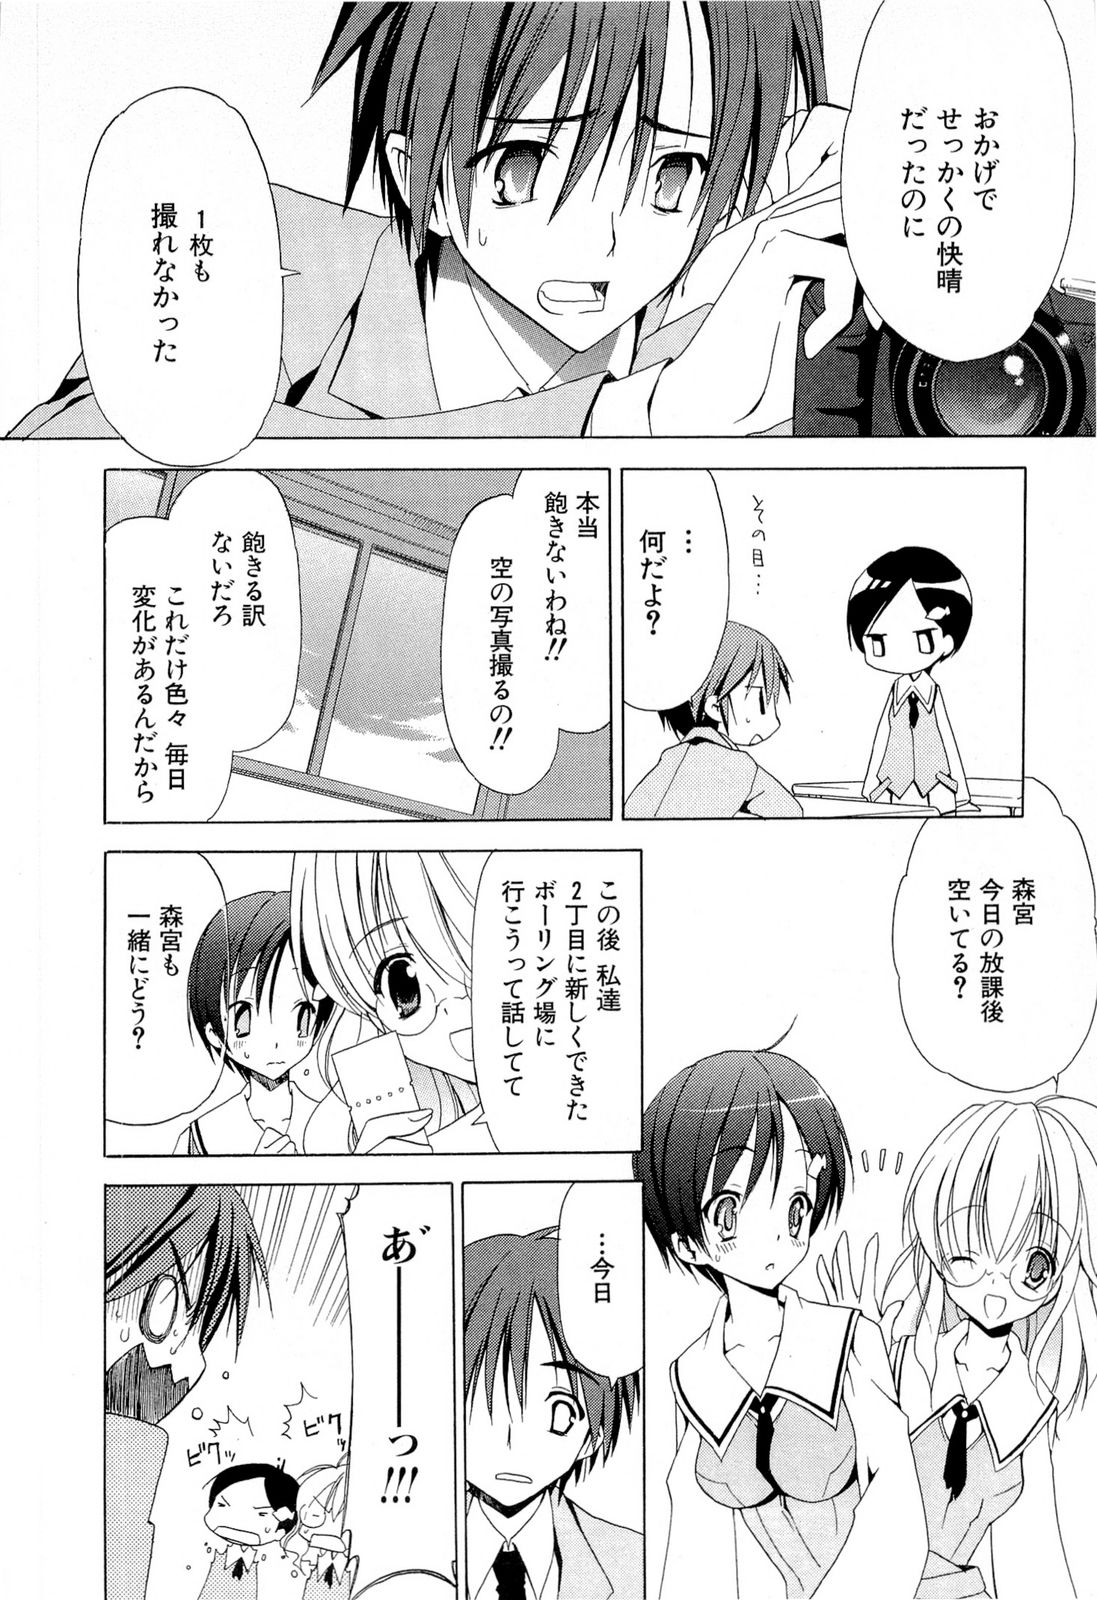 おかげで
せっかくの快晴
だったのに
1枚も
撮れなかった
その目…
…
何だよ?
本当
飽きないわね!!
空の写真撮るの!!
飽きる訳
ないだろ
これだけ色々 毎日
変化があるんだから
森宮
今日の放課後
空いてる?
この後 私達
2丁目に新しくできた
ボーリング場に
行こうって話してて
森宮も
一緒にどう?
…今日
あ゛ーーっ!!!
ビクッ
ビクッ